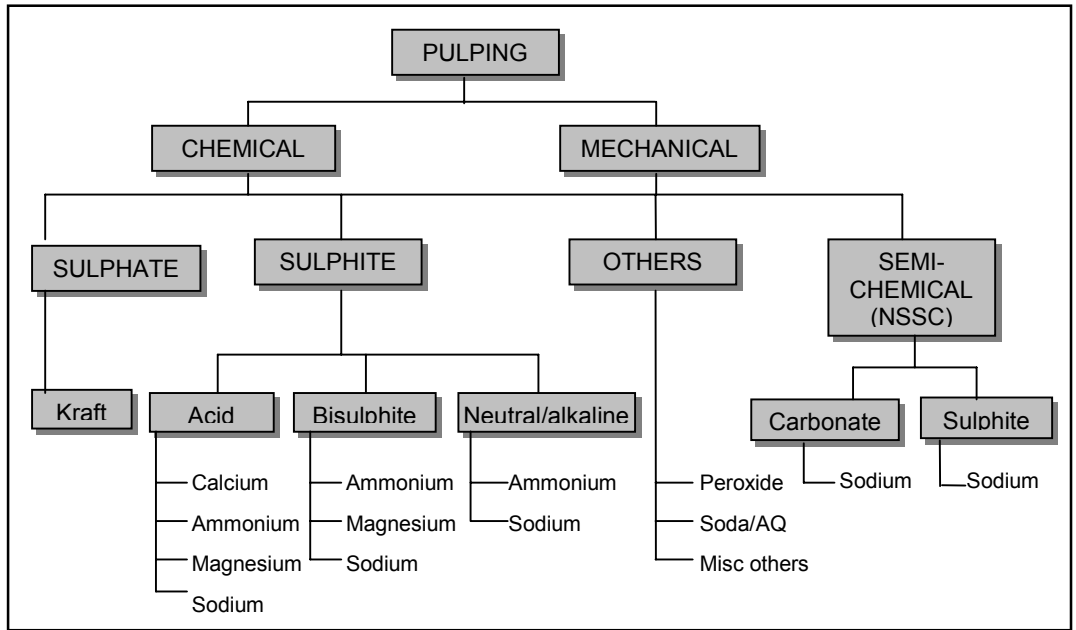 PULPING
CHEMICAL
MECHANICAL
SULPHATE
SULPHITE
OTHERS
SEMI-
CHEMICAL
(NSSC)
Kraft
Acid
Bisulphite
Neutral/alkaline
Carbonate
Sulphite
Calcium
Ammonium
Magnesium
Sodium
Ammonium
Magnesium
Sodium
Ammonium
Sodium
Peroxide
Soda/AQ
Misc others
Sodium
Sodium